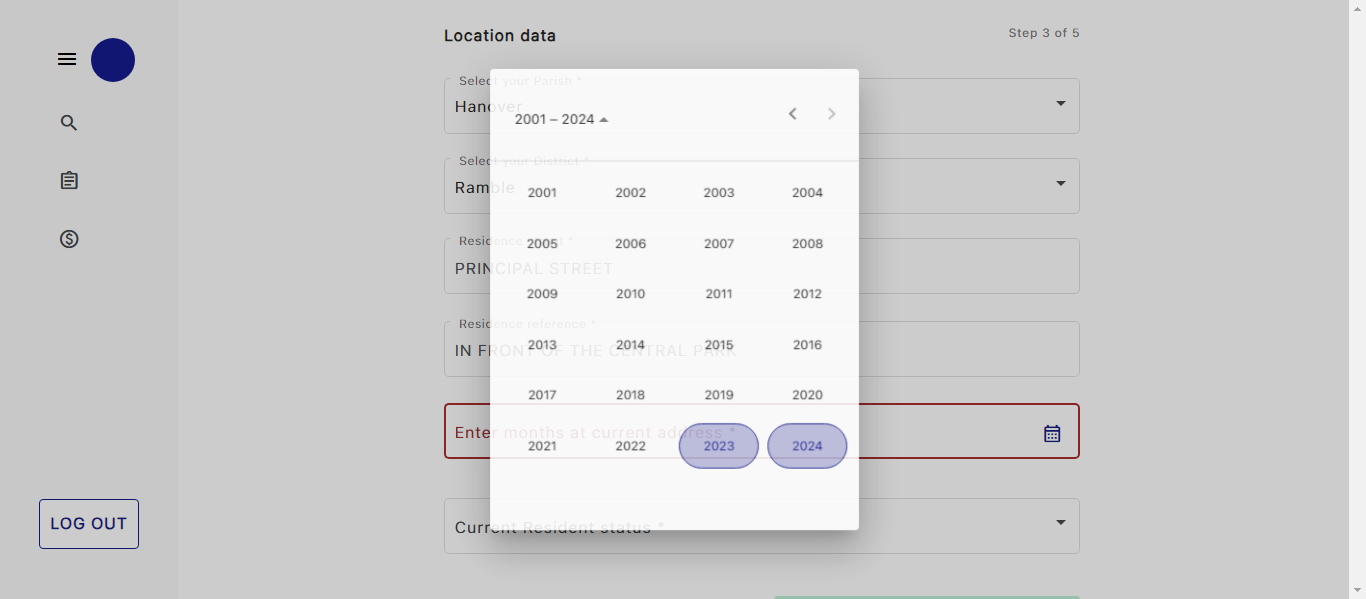 Location data
Step 3 of 5
Select your Parish *
Hanover
2001 – 2024
Select your District *
Ramble
2001 2002 2003 2004
Residence street *
2005 2006 2007 2008
PRINCIPAL STREET
2009 2010 2011 2012
Residence reference *
2013 2014 2015 2016
IN FRONT OF THE CENTRAL PARK
2017 2018 2019 2020
Enter months at current address *
2021 2022 2023 2024
Current Resident status *
LOG OUT